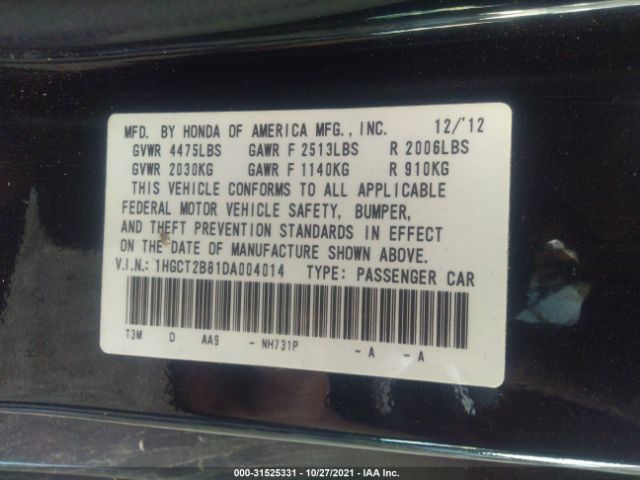 MFD. BY HONDA OF AMERICA MFG., INC. 12/'12
GVWR 4475LBS GAWR F 2513LBS R 2006LBS
GVWR 2030KG GAWR F 1140KG R 910KG
THIS VEHICLE CONFORMS TO ALL APPLICABLE
FEDERAL MOTOR VEHICLE SAFETY, BUMPER,
AND THEFT PREVENTION STANDARDS IN EFFECT
ON THE DATE OF MANUFACTURE SHOWN ABOVE.
V.I.N.: 1HGCT2B81DA004014 TYPE: PASSENGER CAR
T3M D AA9 - NH731P - A - A
000-31525331 | 10/27/2021 | IAA Inc.